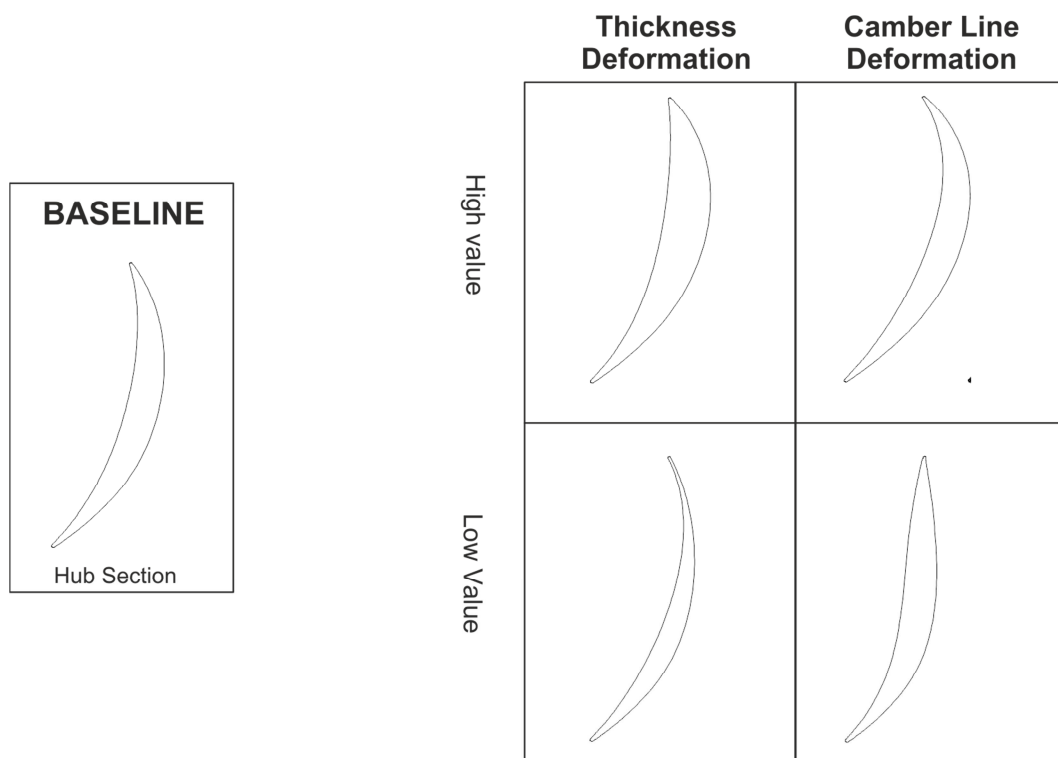 Thickness
Deformation
Camber Line
Deformation
BASELINE
Hub Section
High value
Low Value